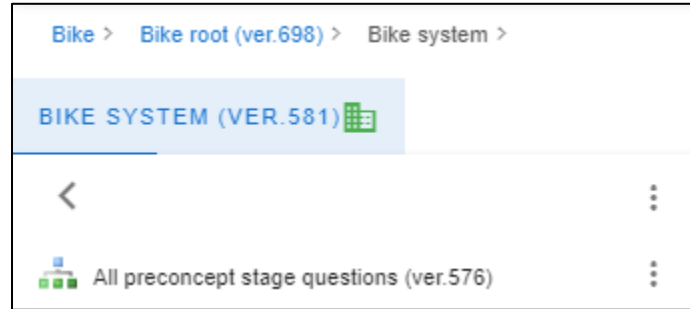 Bike > Bike root (ver.698) > Bike system >
BIKE SYSTEM (VER.581)
All preconcept stage questions (ver.576)